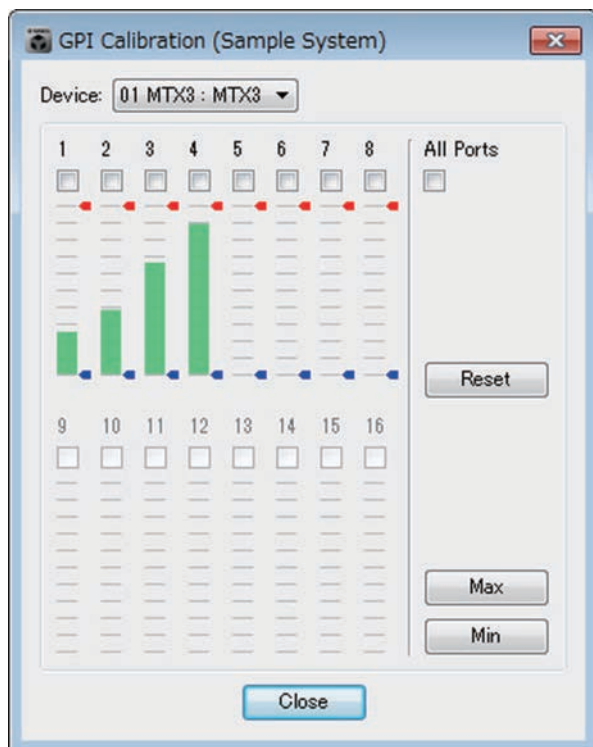 GPI Calibration (Sample System)
Device: 01 MTX3 : MTX3
1 2 3 4 5 6 7 8 All Ports
Reset
9 10 11 12 13 14 15 16
Max
Min
Close